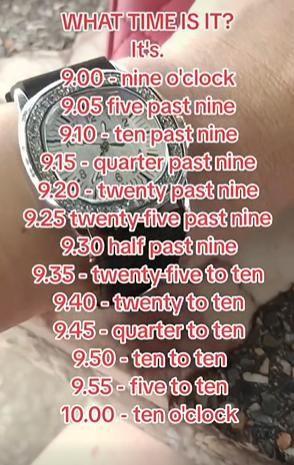 WHAT TIME IS IT?
It's.
9.00 - nine o'clock
9.05 five past nine
9.10 - ten past nine
9.15 - quarter past nine
9.20 - twenty past nine
9.25 twenty-five past nine
9.30 half past nine
9.35 - twenty-five to ten
9.40 - twenty to ten
9.45 - quarter to ten
9.50 - ten to ten
9.55 - five to ten
10.00 - ten o'clock